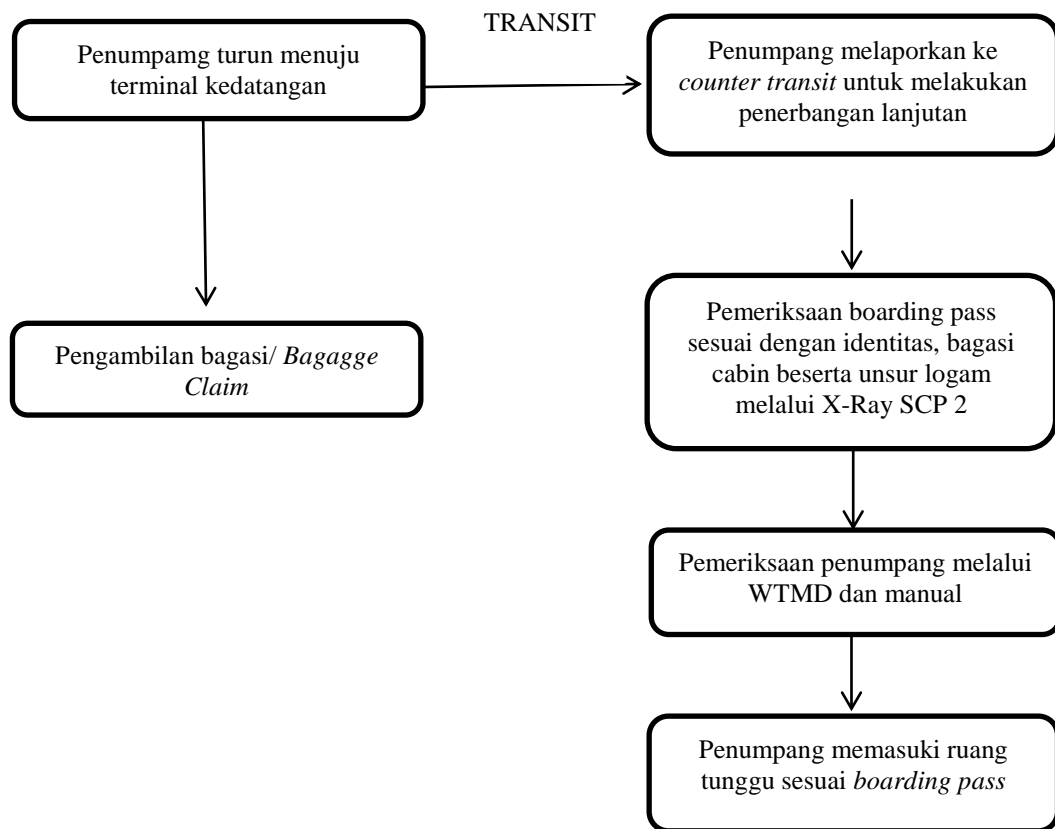 Penumpamg turun menuju
terminal kedatangan
TRANSIT
Penumpang melaporkan ke
counter transit untuk melakukan
penerbangan lanjutan
Pengambilan bagasi/ Bagagge
Claim
Pemeriksaan boarding pass
sesuai dengan identitas, bagasi
cabin beserta unsur logam
melalui X-Ray SCP 2
Pemeriksaan penumpang melalui
WTMD dan manual
Penumpang memasuki ruang
tunggu sesuai boarding pass